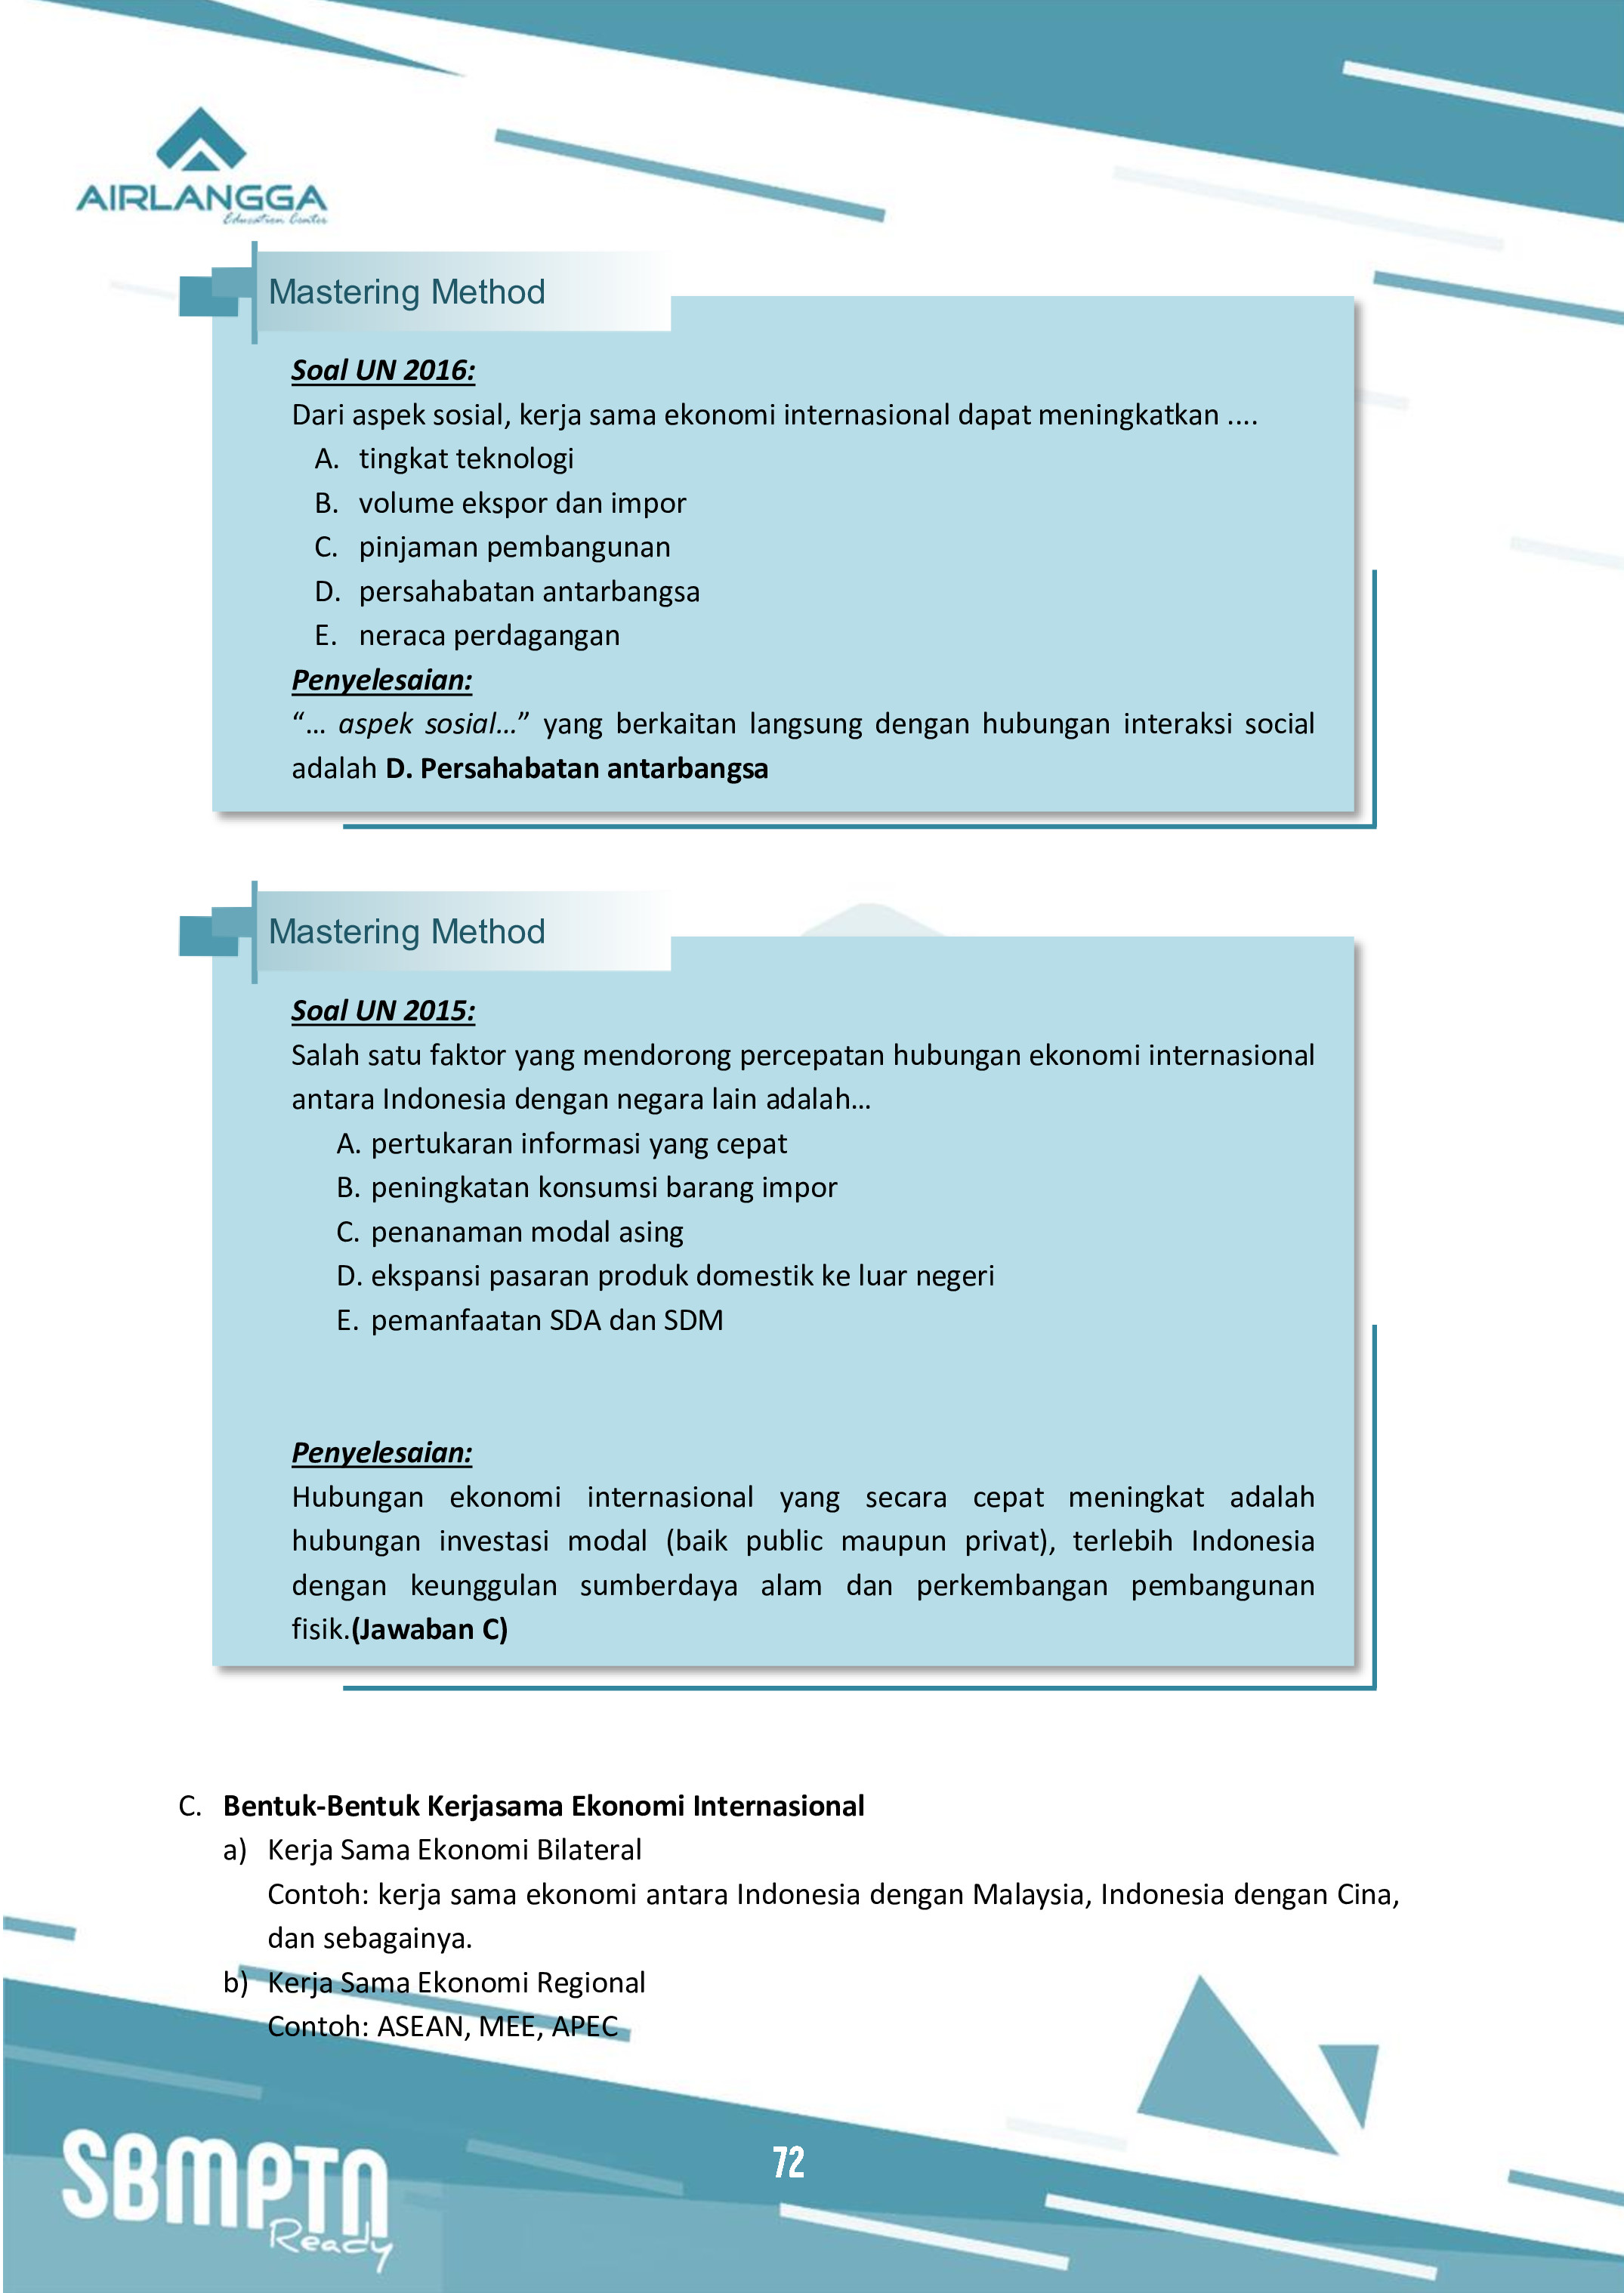 AIRLANGGA
Education Center
Mastering Method
Soal UN 2016:
Dari aspek sosial, kerja sama ekonomi internasional dapat meningkatkan ....
A. tingkat teknologi
B. volume ekspor dan impor
C. pinjaman pembangunan
D. persahabatan antarbangsa
E. neraca perdagangan
Penyelesaian:
“... aspek sosial...” yang berkaitan langsung dengan hubungan interaksi social
adalah D. Persahabatan antarbangsa
Mastering Method
Soal UN 2015:
Salah satu faktor yang mendorong percepatan hubungan ekonomi internasional
antara Indonesia dengan negara lain adalah...
A. pertukaran informasi yang cepat
B. peningkatan konsumsi barang impor
C. penanaman modal asing
D. ekspansi pasaran produk domestik ke luar negeri
E. pemanfaatan SDA dan SDM
Penyelesaian:
Hubungan ekonomi internasional yang secara cepat meningkat adalah
hubungan investasi modal (baik public maupun privat), terlebih Indonesia
dengan keunggulan sumberdaya alam dan perkembangan pembangunan
fisik.(Jawaban C)
C. Bentuk-Bentuk Kerjasama Ekonomi Internasional
a) Kerja Sama Ekonomi Bilateral
Contoh: kerja sama ekonomi antara Indonesia dengan Malaysia, Indonesia dengan Cina,
dan sebagainya.
b) Kerja Sama Ekonomi Regional
Contoh: ASEAN, MEE, APEC
SBMPTN
Ready
72